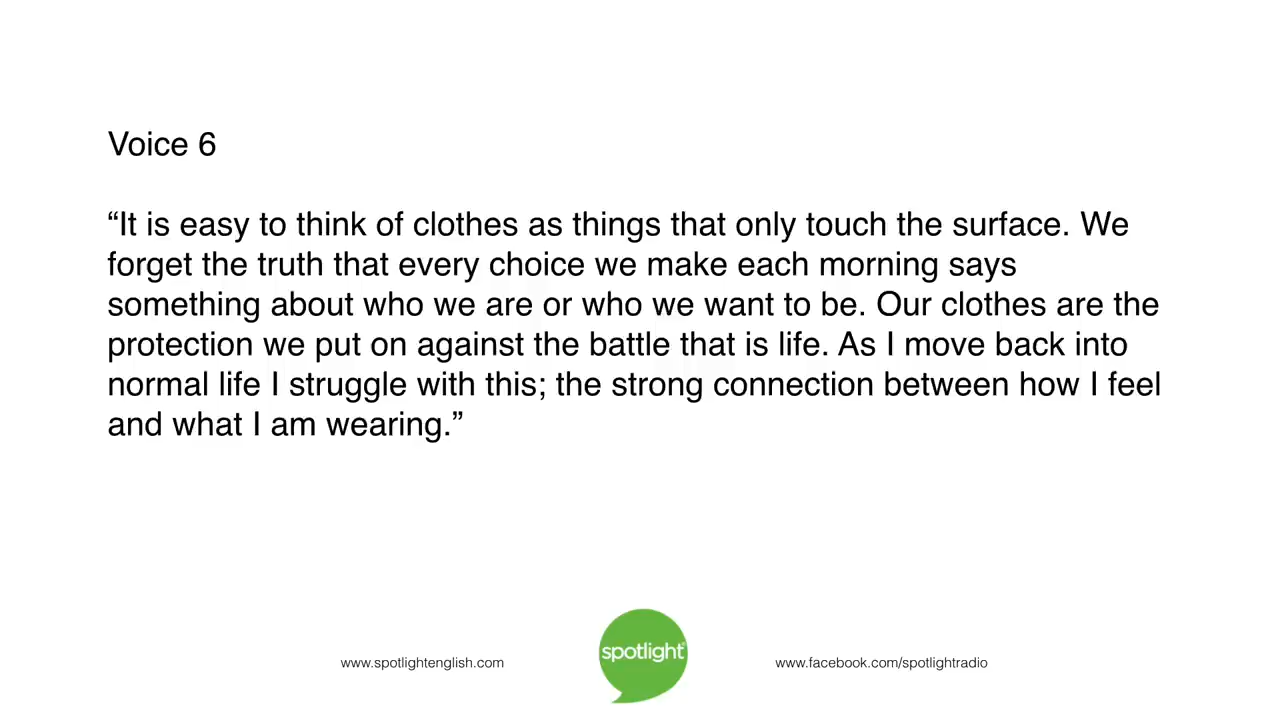 Voice 6
“It is easy to think of clothes as things that only touch the surface. We
forget the truth that every choice we make each morning says
something about who we are or who we want to be. Our clothes are the
protection we put on against the battle that is life. As I move back into
normal life I struggle with this; the strong connection between how I feel
and what I am wearing.”
www.spotlightenglish.com
spotlight
www.facebook.com/spotlightradio